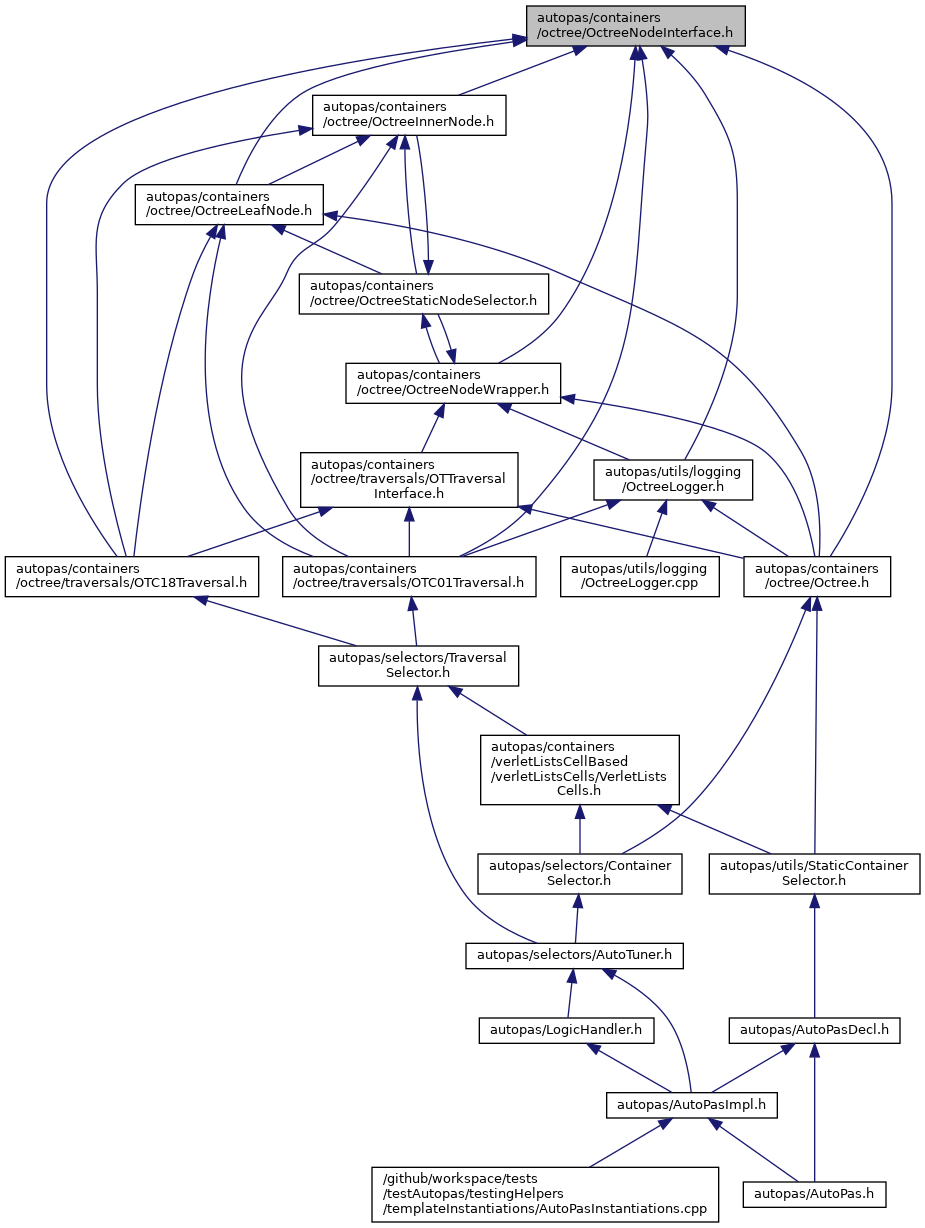 autopas/containers
/octree/OctreeNodeInterface.h
autopas/containers
/octree/OctreeInnerNode.h
autopas/containers
/octree/OctreeLeafNode.h
autopas/containers
/octree/OctreeStaticNodeSelector.h
autopas/containers
/octree/OctreeNodeWrapper.h
autopas/containers
/octree/traversals/OTTraversal
Interface.h
autopas/utils/logging
/OctreeLogger.h
autopas/containers
/octree/traversals/OTC18Traversal.h
autopas/containers
/octree/traversals/OTC01Traversal.h
autopas/utils/logging
/OctreeLogger.cpp
autopas/containers
/octree/Octree.h
autopas/selectors/Traversal
Selector.h
autopas/containers
/verletListsCellBased
/verletListsCells/VerletLists
Cells.h
autopas/selectors/Container
Selector.h
autopas/utils/StaticContainer
Selector.h
autopas/selectors/AutoTuner.h
autopas/LogicHandler.h
autopas/AutoPasDecl.h
autopas/AutoPasImpl.h
/github/workspace/tests
/testAutopas/testingHelpers
/templateInstantiations/AutoPasInstantiations.cpp
autopas/AutoPas.h